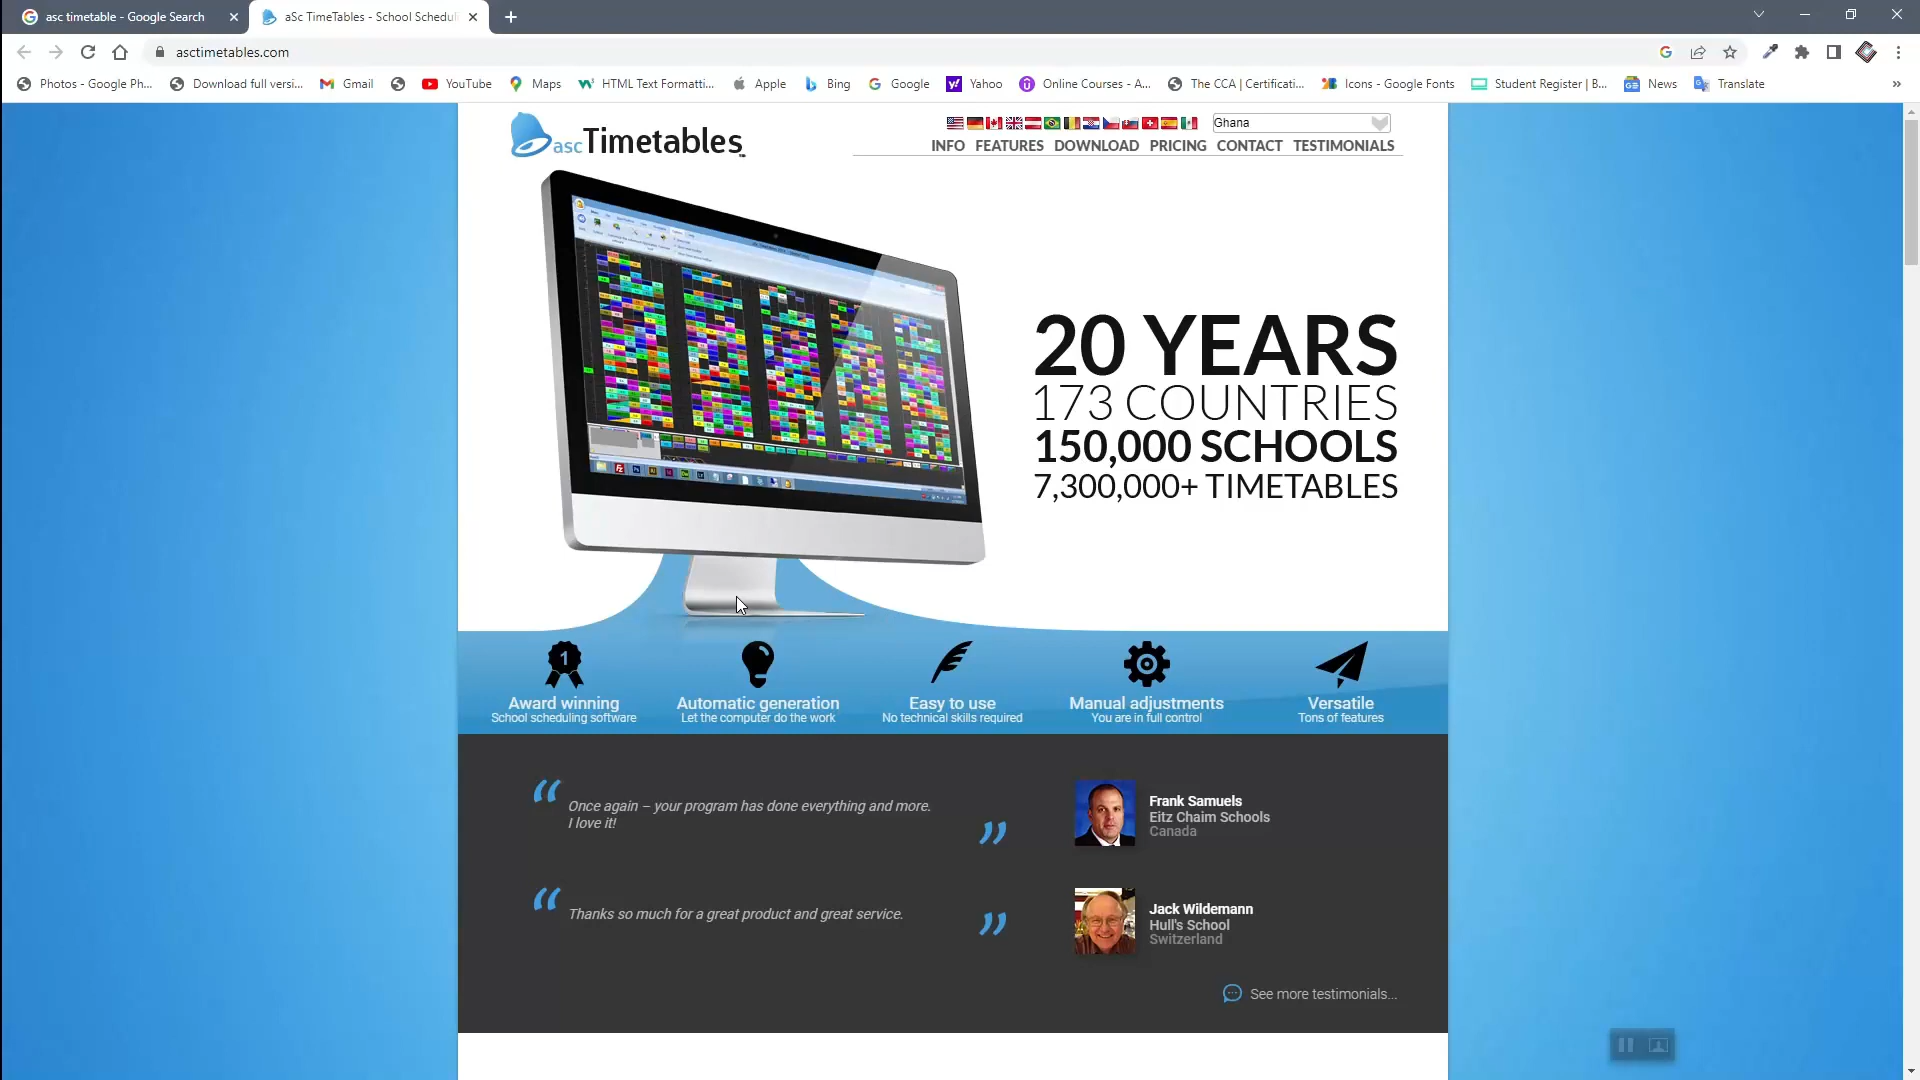 asc timetable - Google Search
aSc TimeTables - School Scheduli
asctimetables.com
Photos - Google Ph...
Download full versi...
Gmail
YouTube
Maps
HTML Text Formatti...
Apple
Bing
Google
Yahoo
Online Courses - A...
The CCA | Certificati...
Icons - Google Fonts
Student Register | B...
News
Translate
»
ascTimetables
Ghana
INFO FEATURES DOWNLOAD PRICING CONTACT TESTIMONIALS
20 YEARS
173 COUNTRIES
150,000 SCHOOLS
7,300,000+ TIMETABLES
1
Award winning
School scheduling software
Automatic generation
Let the computer do the work
Easy to use
No technical skills required
Manual adjustments
You are in full control
Versatile
Tons of features
“ Once again – your program has done everything and more.
I love it! ”
Frank Samuels
Eitz Chaim Schools
Canada
“ Thanks so much for a great product and great service. ”
Jack Wildemann
Hull's School
Switzerland
See more testimonials...